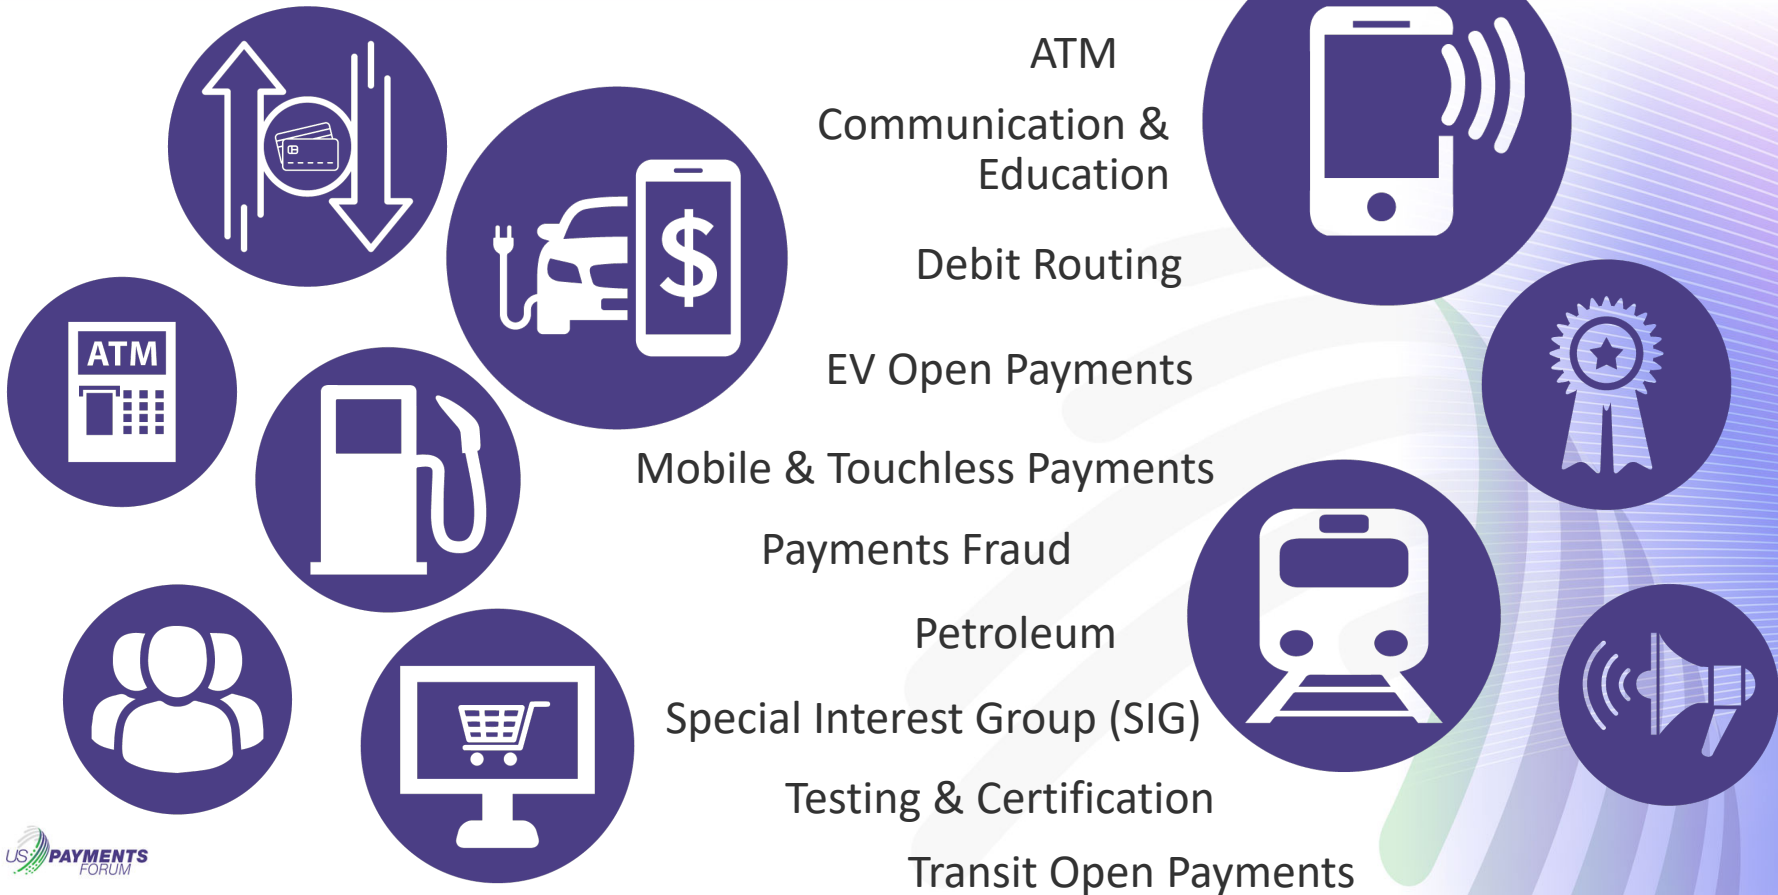 ATM
Communication &
Education
Debit Routing
EV Open Payments
Mobile & Touchless Payments
Payments Fraud
Petroleum
Special Interest Group (SIG)
Testing & Certification
Transit Open Payments
$
ATM
US PAYMENTS
FORUM